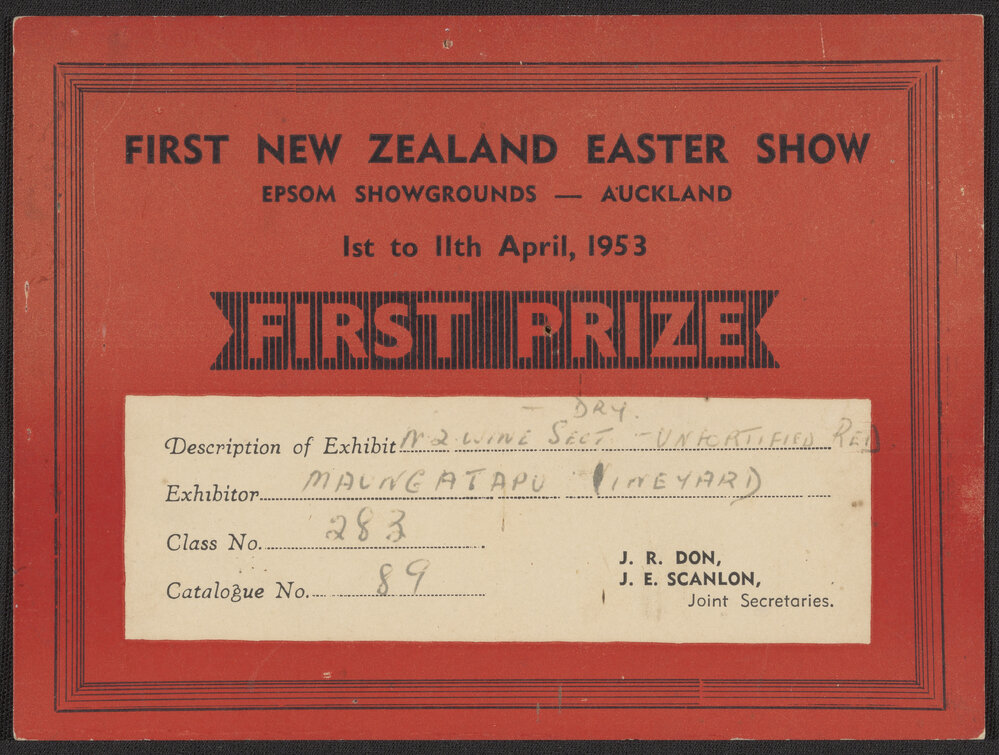 FIRST NEW ZEALAND EASTER SHOW
EPSOM SHOWGROUNDS — AUCKLAND
1st to 11th April, 1953
FIRST PRIZE
— DRY.
Description of Exhibit N Z WINE SECT. - UNFORTIFIED RED
Exhibitor MAUNGATAPU VINEYARD
Class No. 283
Catalogue No. 89
J. R. DON,
J. E. SCANLON,
Joint Secretaries.